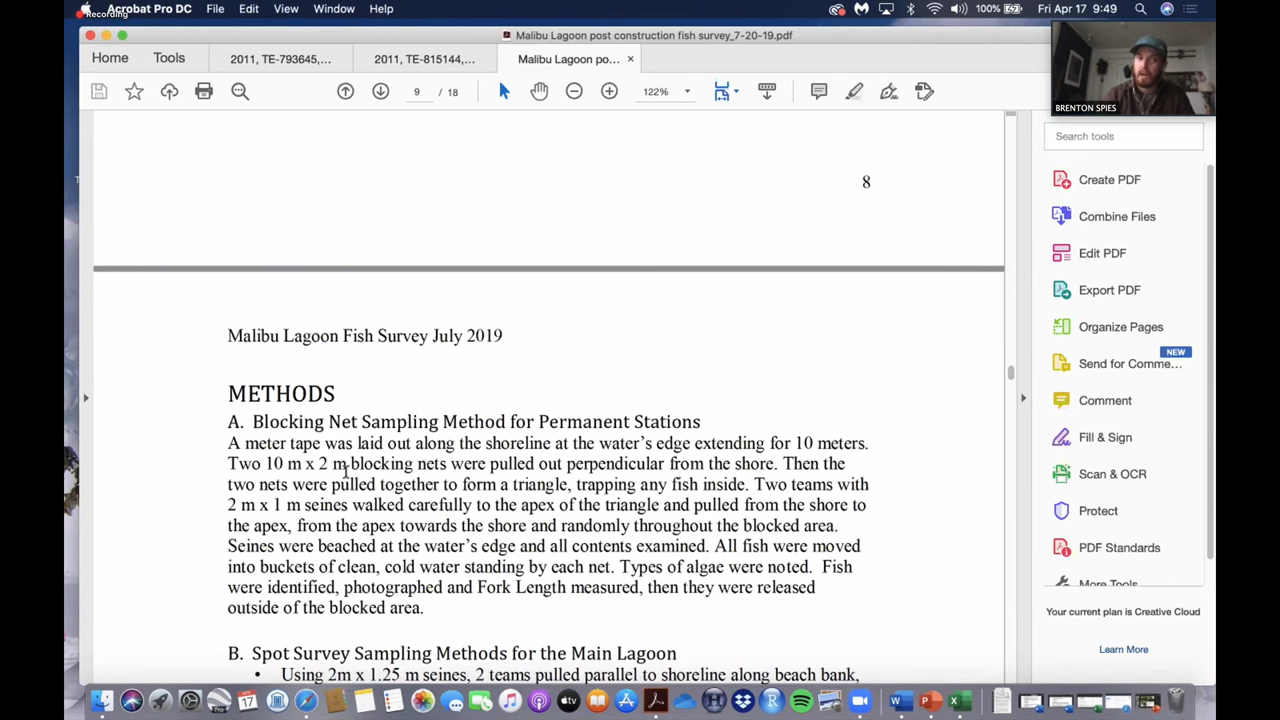 Acrobat Pro DC File Edit View Window Help 100% Fri Apr 17 9:49
Recording
Malibu Lagoon post construction fish survey_7-20-19.pdf
Home Tools 2011, TE-793645,... 2011, TE-815144,... Malibu Lagoon po... ×
9 / 18 122%
BRENTON SPIES
Search tools
Create PDF
Combine Files
Edit PDF
Export PDF
Organize Pages
NEW
Send for Comme...
Comment
Fill & Sign
Scan & OCR
Protect
PDF Standards
More Tools
Your current plan is Creative Cloud
Learn More
8
Malibu Lagoon Fish Survey July 2019
METHODS
A. Blocking Net Sampling Method for Permanent Stations
A meter tape was laid out along the shoreline at the water's edge extending for 10 meters.
Two 10 m x 2 m blocking nets were pulled out perpendicular from the shore. Then the
two nets were pulled together to form a triangle, trapping any fish inside. Two teams with
2 m x 1 m seines walked carefully to the apex of the triangle and pulled from the shore to
the apex, from the apex towards the shore and randomly throughout the blocked area.
Seines were beached at the water's edge and all contents examined. All fish were moved
into buckets of clean, cold water standing by each net. Types of algae were noted. Fish
were identified, photographed and Fork Length measured, then they were released
outside of the blocked area.
B. Spot Survey Sampling Methods for the Main Lagoon
• Using 2m x 1.25 m seines, 2 teams pulled parallel to shoreline along beach bank,